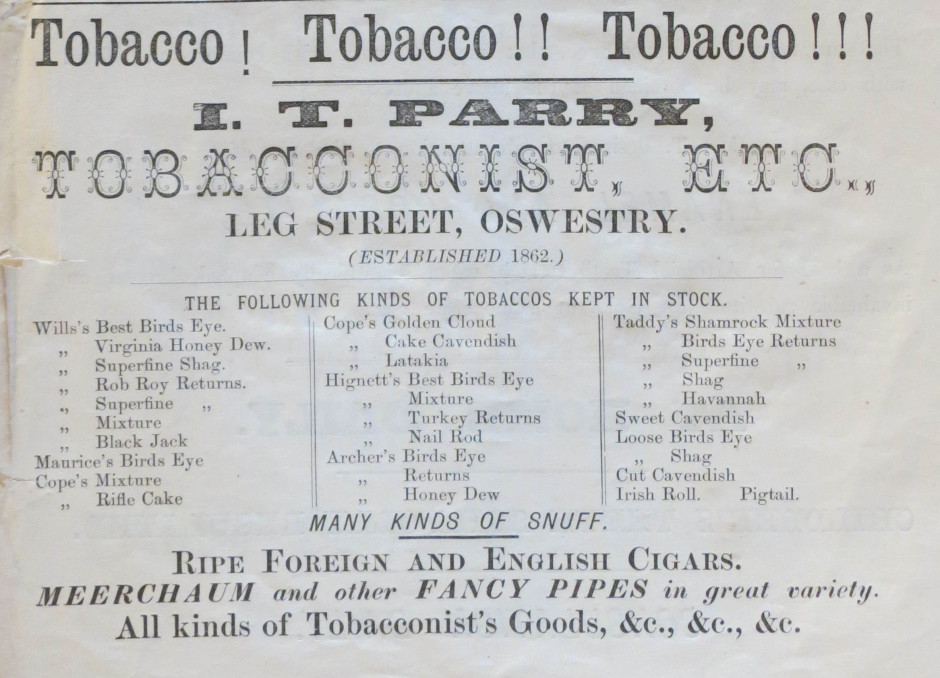 Tobacco! Tobacco!! Tobacco!!!
I. T. PARRY,
TOBACCONIST, ETC.,,
LEG STREET, OSWESTRY.
(ESTABLISHED 1862.)
THE FOLLOWING KINDS OF TOBACCOS KEPT IN STOCK.
Wills's Best Birds Eye.
„ Virginia Honey Dew.
„ Superfine Shag.
„ Rob Roy Returns.
„ Superfine „
„ Mixture
„ Black Jack
Maurice's Birds Eye
Cope's Mixture
„ Rifle Cake
Cope's Golden Cloud
„ Cake Cavendish
„ Latakia
Hignett's Best Birds Eye
„ Mixture
„ Turkey Returns
„ Nail Rod
Archer's Birds Eye
„ Returns
„ Honey Dew
Taddy's Shamrock Mixture
„ Birds Eye Returns
„ Superfine „
„ Shag
„ Havannah
Sweet Cavendish
Loose Birds Eye
„ Shag
Cut Cavendish
Irish Roll. Pigtail.
MANY KINDS OF SNUFF.
RIPE FOREIGN AND ENGLISH CIGARS.
MEERCHAUM and other FANCY PIPES in great variety.
All kinds of Tobacconist's Goods, &c., &c., &c.